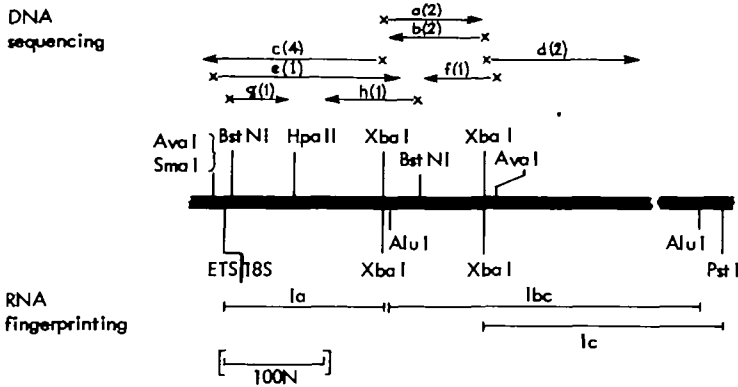 DNA
sequencing
a(2)
b(2)
c(4)
d(2)
e(1)
f(1)
g(1)
h(1)
Ava I
Sma I
Bst NI
Hpa II
Xba I
Bst NI
Xba I
Ava I
Alu I
Alu I
ETS 18S
Xba I
Xba I
Pst I
RNA
fingerprinting
Ia
Ibc
Ic
100N